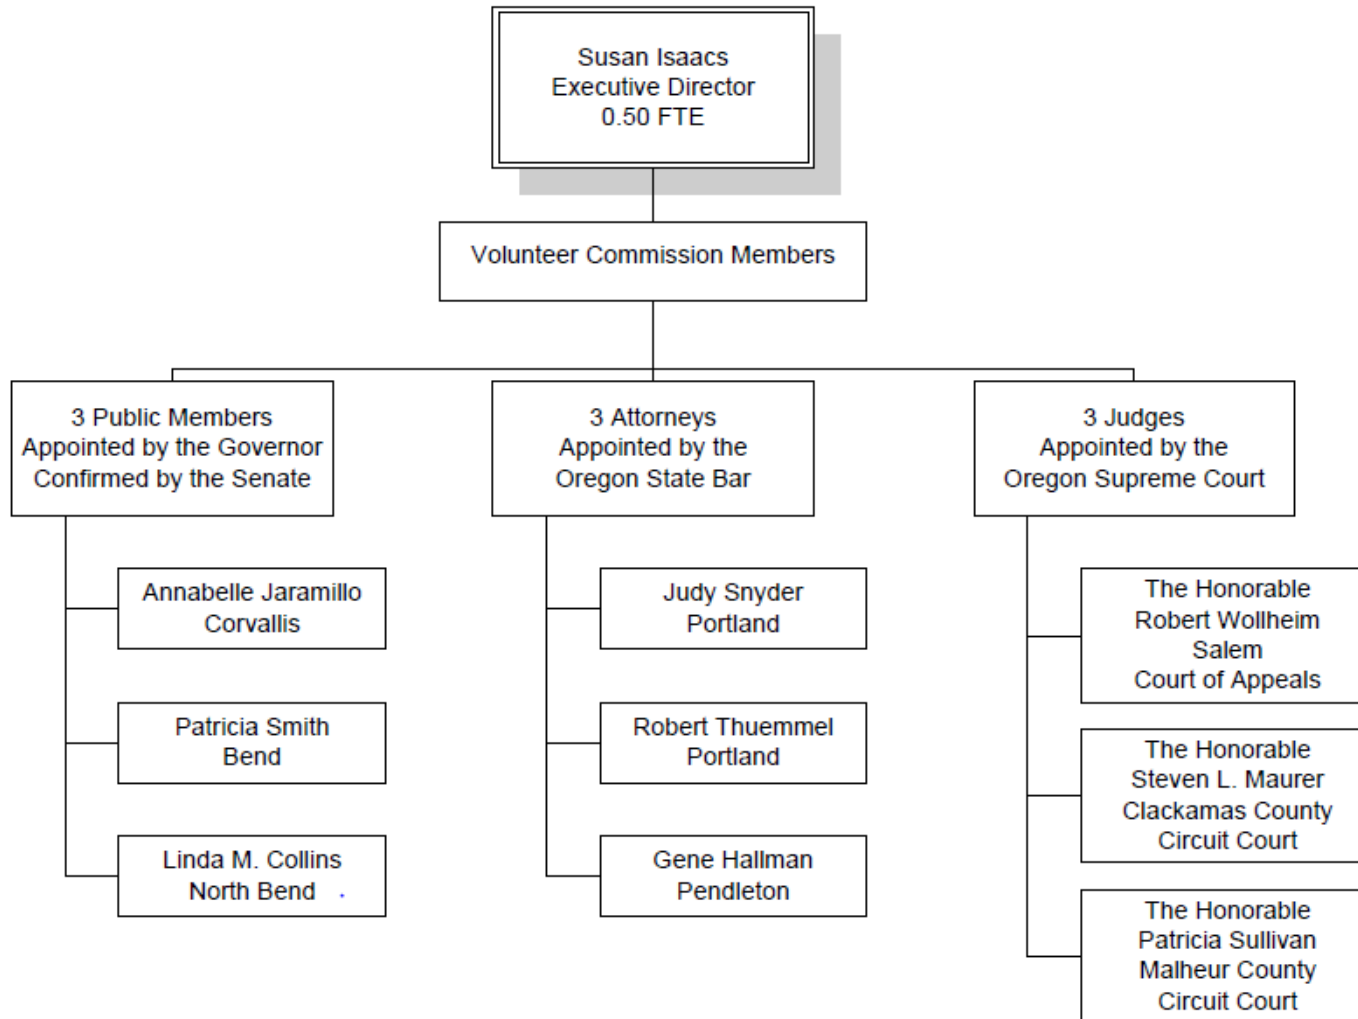 Susan Isaacs
Executive Director
0.50 FTE
Volunteer Commission Members
3 Public Members
Appointed by the Governor
Confirmed by the Senate
Annabelle Jaramillo
Corvallis
Patricia Smith
Bend
Linda M. Collins
North Bend
3 Attorneys
Appointed by the
Oregon State Bar
Judy Snyder
Portland
Robert Thuemmel
Portland
Gene Hallman
Pendleton
3 Judges
Appointed by the
Oregon Supreme Court
The Honorable
Robert Wollheim
Salem
Court of Appeals
The Honorable
Steven L. Maurer
Clackamas County
Circuit Court
The Honorable
Patricia Sullivan
Malheur County
Circuit Court